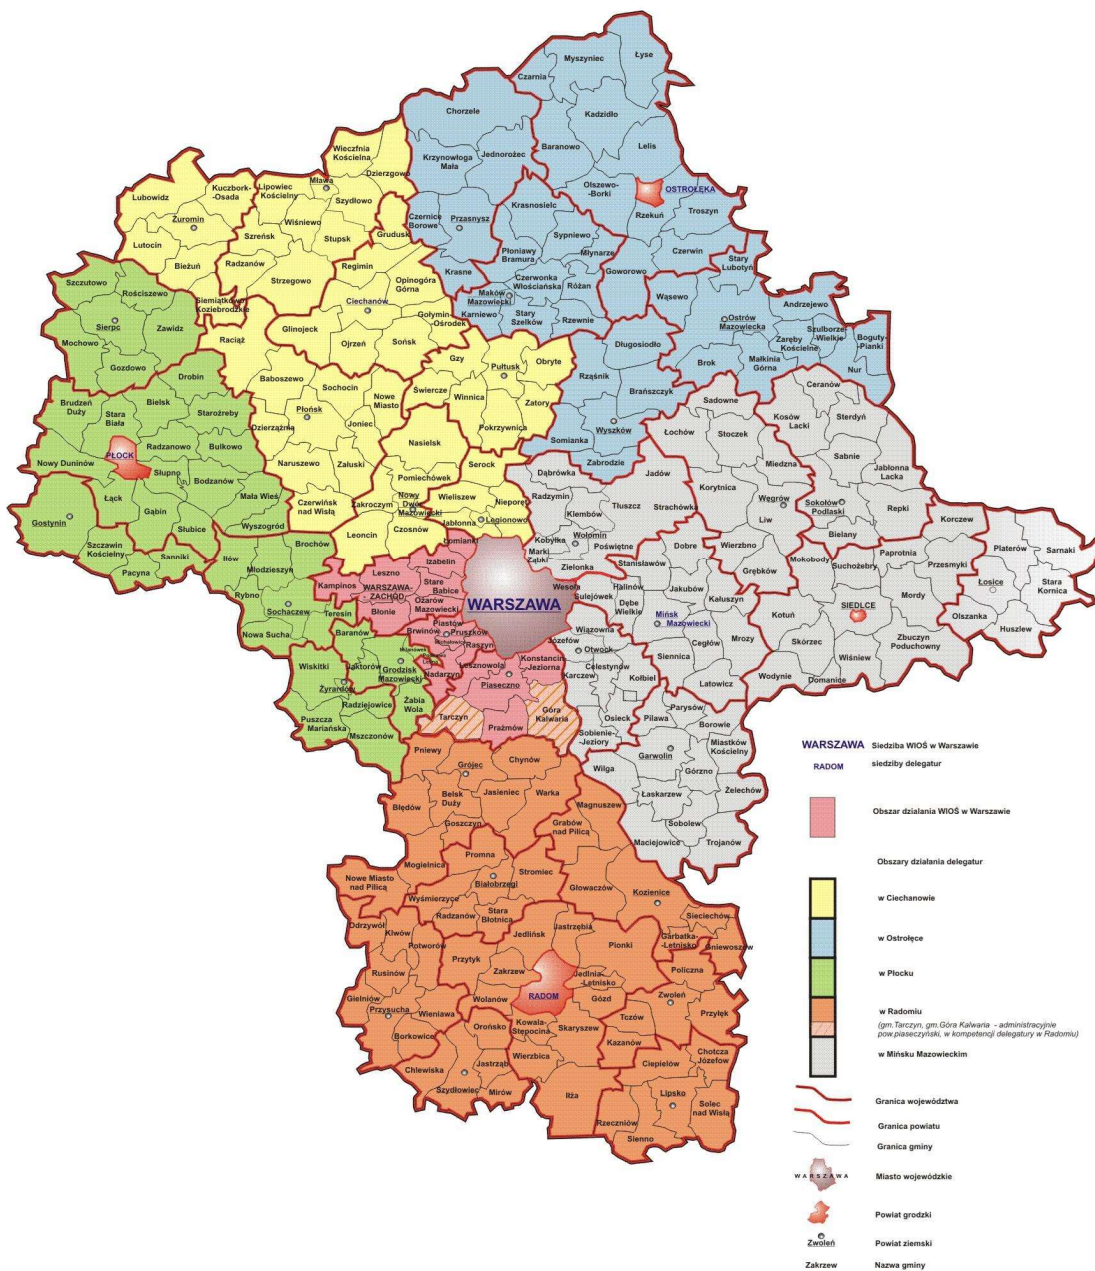 Łyse
Myszyniec
Czarnia
Chorzele
Kadzidło
Baranowo
Lelis
Wieczfnia
Kościelna
Dzierzgowo
Krzynowłoga
Mała
Jednorożec
Kuczbork-
-Osada
Lubowidz
Lipowiec
Kościelny
Mława
Szydłowo
Olszewo-
-Borki
OSTROŁĘKA
Rzekuń
Troszyn
Krasnosielc
Czernice
Borowe
Przasnysz
Żuromin
Wiśniewo
Grudusk
Stupsk
Szreńsk
Lutocin
Bieżuń
Radzanów
Strzegowo
Regimin
Opinogóra
Górna
Krasne
Płoniawy
Bramura
Sypniewo
Młynarze
Czerwin
Goworowo
Stary
Lubotyń
Szczutowo
Rościszewo
Sierpc
Zawidz
Mochowo
Gozdowo
Siemiątkowo
Koziebrodzkie
Raciąż
Glinojeck
Ciechanów
Gołymin-
Ośrodek
Ojrzeń
Sońsk
Maków
Mazowiecki
Karniewo
Czerwonka
Włościańska
Różan
Stary
Szelków
Rzewnie
Wąsewo
Ostrów
Mazowiecka
Andrzejewo
Szulborze-
Wielkie
Zaręby
Kościelne
Boguty-
-Pianki
Nur
Małkinia
Górna
Brok
Długosiodło
Gzy
Pułtusk
Obryte
Rząśnik
Brańszczyk
Drobin
Baboszewo
Sochocin
Nowe
Miasto
Świercze
Winnica
Zatory
Płońsk
Joniec
Dzierzążnia
Brudzeń
Duży
Bielsk
Stara
Biała
Staroźreby
PŁOCK
Radzanowo
Bulkowo
Nowy Duninów
Słupno
Bodzanów
Mała Wieś
Łąck
Gąbin
Słubice
Wyszogród
Naruszewo
Załuski
Czerwińsk
nad Wisłą
Nasielsk
Pokrzywnica
Serock
Pomiechówek
Zakroczym
Nowy
Dwór
Mazowiecki
Wieliszew
Nieporęt
Jabłonna
Legionowo
Leoncin
Czosnów
Somianka
Wyszków
Zabrodzie
Sadowne
Łochów
Stoczek
Ceranów
Kosów
Lacki
Sterdyń
Sabnie
Miedzna
Jabłonna
Lacka
Korytnica
Węgrów
Sokołów
Podlaski
Repki
Liw
Bielany
Dąbrówka
Jadów
Radzymin
Tłuszcz
Strachówka
Klembów
Wołomin
Poświętne
Kobyłka
Marki
Ząbki
Zielonka
Gostynin
Szczawin
Kościelny
Pacyna
Sanniki
Iłów
Brochów
Młodzieszyn
Rybno
Sochaczew
Teresin
Nowa Sucha
Łomianki
Izabelin
Leszno
Kampinos
WARSZAWA-
-ZACHÓD
Stare
Babice
Ożarów
Mazowiecki
Błonie
WARSZAWA
Wesoła
Sulejówek
Halinów
Stanisławów
Dobre
Wierzbno
Grębków
Mokobody
Suchożebry
Paprotnia
Korczew
Przesmyki
Platerów
Sarnaki
Łosice
Stara
Kornica
Olszanka
Huszlew
Jakubów
Kałuszyn
Dębe
Wielkie
Mińsk
Mazowiecki
Kotuń
SIEDLCE
Mordy
Zbuczyn
Poduchowny
Skórzec
Wiśniew
Domanice
Wodynie
Mrozy
Cegłów
Siennica
Latowicz
Wiązowna
Józefów
Otwock
Celestynów
Karczew
Kołbiel
Osieck
Sobienie-
Jeziory
Brwinów
Piastów
Pruszków
Michałowice
Raszyn
Milanówek
Podkowa
Leśna
Nadarzyn
Lesznowola
Konstancin-
Jeziorna
Piaseczno
Tarczyn
Prażmów
Góra
Kalwaria
Baranów
Jaktorów
Grodzisk
Mazowiecki
Wiskitki
Żyrardów
Radziejowice
Żabia
Wola
Puszcza
Mariańska
Mszczonów
Pilawa
Parysów
Borowie
Garwolin
Miastków
Kościelny
Górzno
Wilga
Łaskarzew
Żelechów
Sobolew
Maciejowice
Trojanów
Pniewy
Grójec
Chynów
Belsk
Duży
Jasieniec
Warka
Błędów
Goszczyn
Magnuszew
Grabów
nad Pilicą
Mogielnica
Promna
Nowe Miasto
nad Pilicą
Białobrzegi
Stromiec
Głowaczów
Kozienice
Wyśmierzyce
Radzanów
Stara
Błotnica
Sieciechów
Garbatka-
-Letnisko
Gniewoszów
Odrzywół
Klwów
Potworów
Jedlińsk
Jastrzębia
Pionki
Przytyk
Zakrzew
Jedlnia-
-Letnisko
Policzna
Rusinów
RADOM
Gielniów
Przysucha
Wieniawa
Wolanów
Gózd
Zwoleń
Przyłęk
Tczów
Borkowice
Orońsko
Kowala-
Stępocina
Skaryszew
Kazanów
Chlewiska
Jastrząb
Wierzbica
Ciepielów
Chotcza
Józefów
Szydłowiec
Mirów
Iłża
Lipsko
Solec
nad Wisłą
Rzeczniów
Sienno
WARSZAWA Siedziba WIOŚ w Warszawie
RADOM siedziby delegatur
Obszar działania WIOŚ w Warszawie
Obszary działania delegatur
w Ciechanowie
w Ostrołęce
w Płocku
w Radomiu
(gm.Tarczyn, gm.Góra Kalwaria - administracyjnie
pow.piaseczyński, w kompetencji delegatury w Radomiu)
w Mińsku Mazowieckim
Granica województwa
Granica powiatu
Granica gminy
WARSZAWA Miasto wojewódzkie
Powiat grodzki
Zwoleń Powiat ziemski
Zakrzew Nazwa gminy